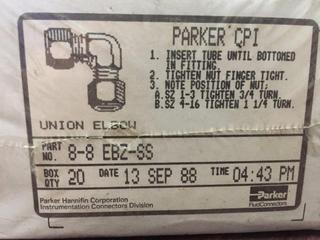 PARKER CPI
1. INSERT TUBE UNTIL BOTTOMED
IN FITTING.
2. TIGHTEN NUT FINGER TIGHT.
3. NOTE POSITION OF NUT:
A. SZ 1-3 TIGHTEN 3/4 TURN.
B. SZ 4-16 TIGHTEN 1 1/4 TURN.
UNION ELBOW
PART NO. 8-8 EBZ-SS
BOX QTY 20 DATE 13 SEP 88 TIME 04:43 PM
Parker Hannifin Corporation
Instrumentation Connectors Division
Parker
FluidConnectors